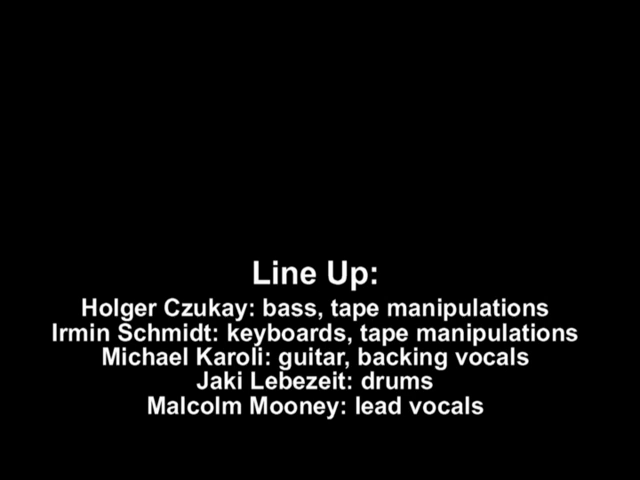 Line Up:
Holger Czukay: bass, tape manipulations
Irmin Schmidt: keyboards, tape manipulations
Michael Karoli: guitar, backing vocals
Jaki Lebezeit: drums
Malcolm Mooney: lead vocals